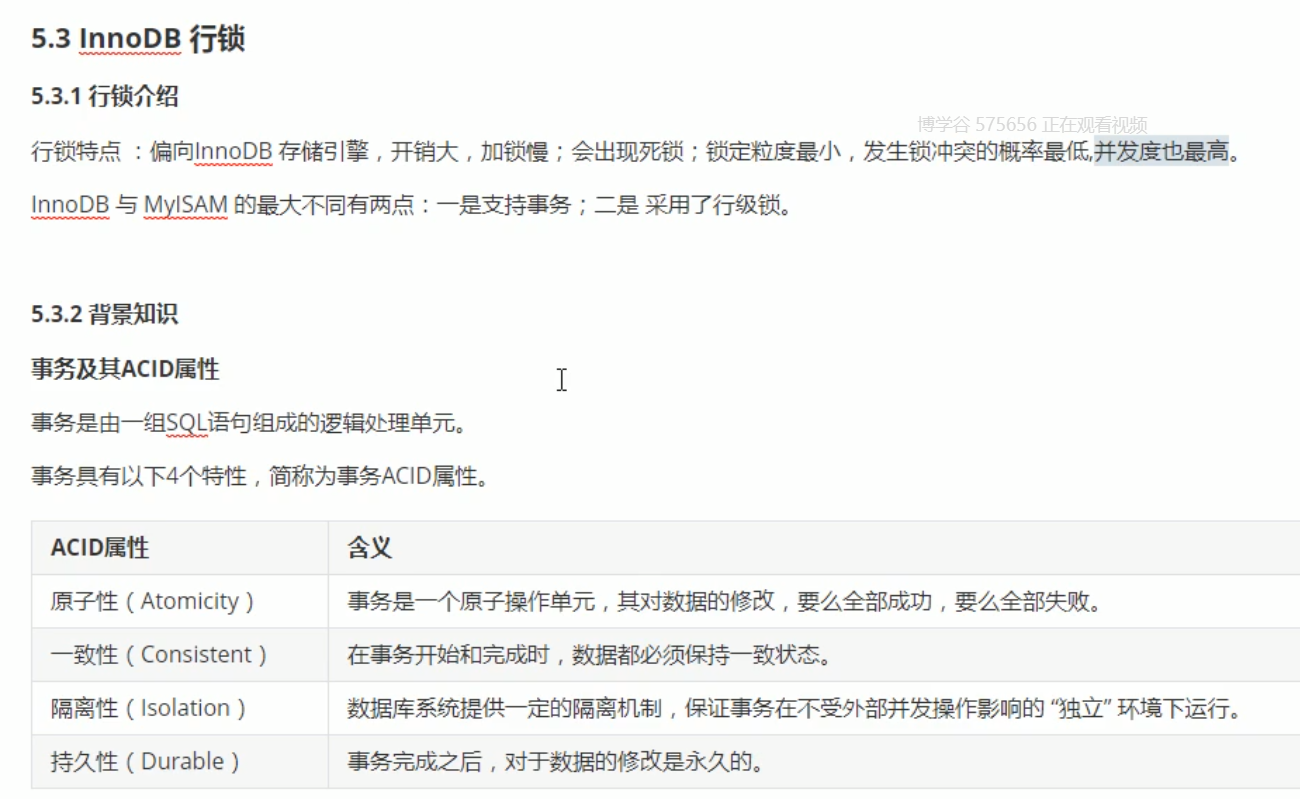 5.3 InnoDB 行锁
5.3.1 行锁介绍
博学谷 575656 正在观看视频
行锁特点 ：偏向InnoDB 存储引擎，开销大，加锁慢；会出现死锁；锁定粒度最小，发生锁冲突的概率最低,并发度也最高。
InnoDB 与 MyISAM 的最大不同有两点：一是支持事务；二是 采用了行级锁。
5.3.2 背景知识
事务及其ACID属性
事务是由一组SQL语句组成的逻辑处理单元。
事务具有以下4个特性，简称为事务ACID属性。
ACID属性 含义
原子性（Atomicity） 事务是一个原子操作单元，其对数据的修改，要么全部成功，要么全部失败。
一致性（Consistent） 在事务开始和完成时，数据都必须保持一致状态。
隔离性（Isolation） 数据库系统提供一定的隔离机制，保证事务在不受外部并发操作影响的 “独立” 环境下运行。
持久性（Durable） 事务完成之后，对于数据的修改是永久的。